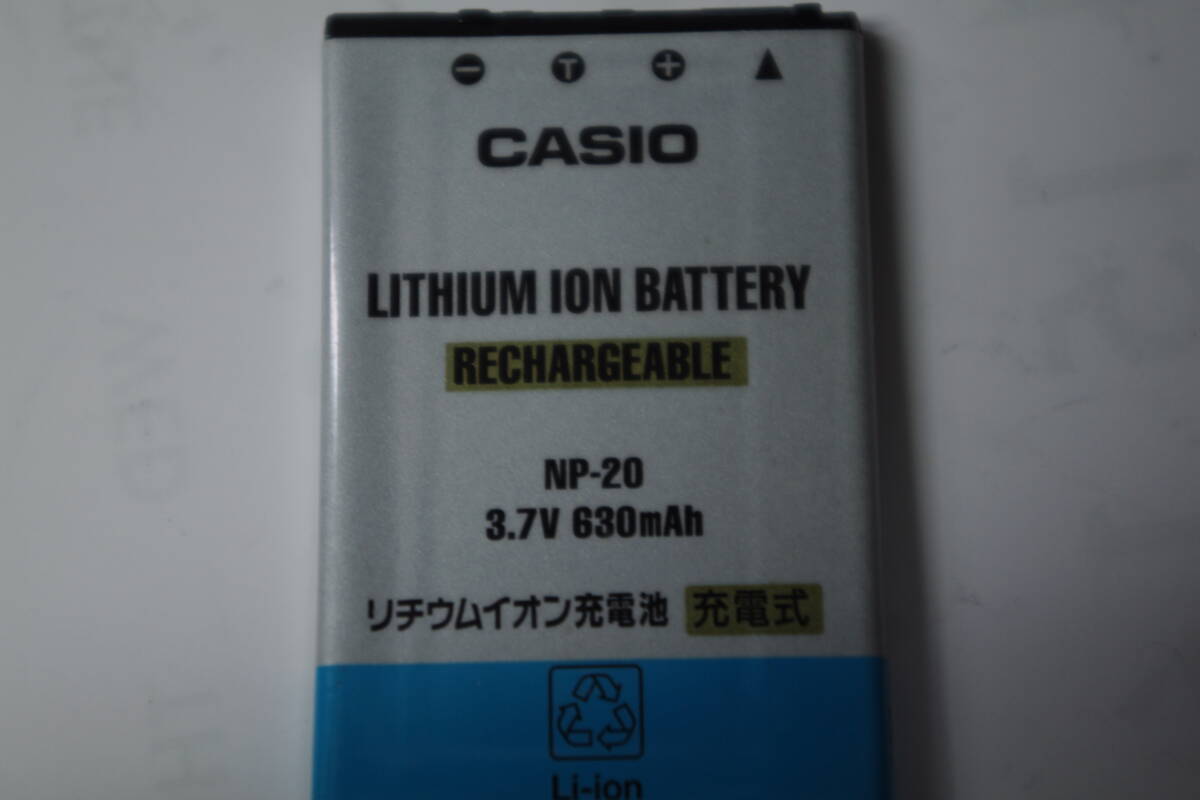 − T + ▲
CASIO
LITHIUM ION BATTERY
RECHARGEABLE
NP-20
3.7V 630mAh
リチウムイオン充電池 充電式
Li-ion